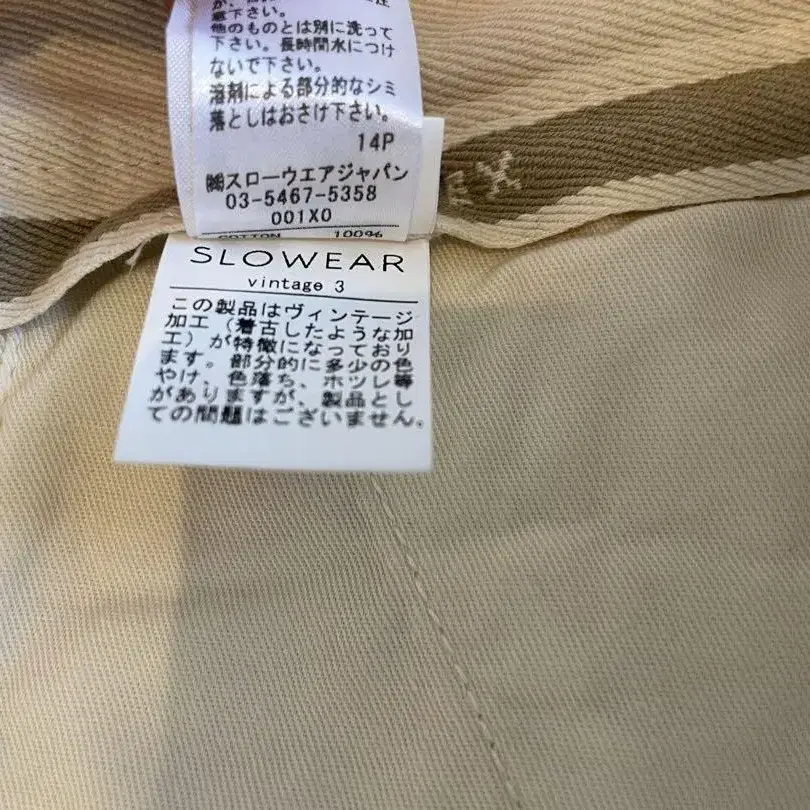 意下さい。
他のものとは別に洗って
下さい。長時間水につけ
ないで下さい。
溶剤による部分的なシミ
落としはおさけ下さい。
14P
㈱スローウエアジャパン
03-5467-5358
001X0
COTTON 100%
SLOWEAR
vintage 3
この製品はヴィンテージ
加工（着古したような加
工）が特徴になっており
ます。部分的に多少の色
やけ、色落ち、ホツレ等
がありますが、製品とし
ての問題はございません。
EX